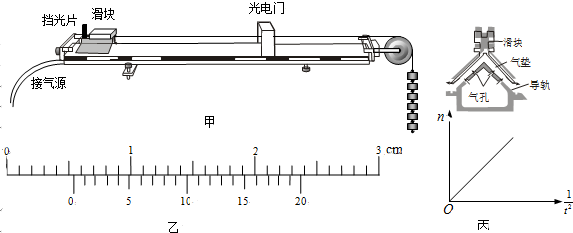 挡光片 滑块 光电门
接气源
甲
滑块
气垫
导轨
气孔
0 1 2 3 cm
0 5 10 15 20
乙
n
O
1/t²
丙